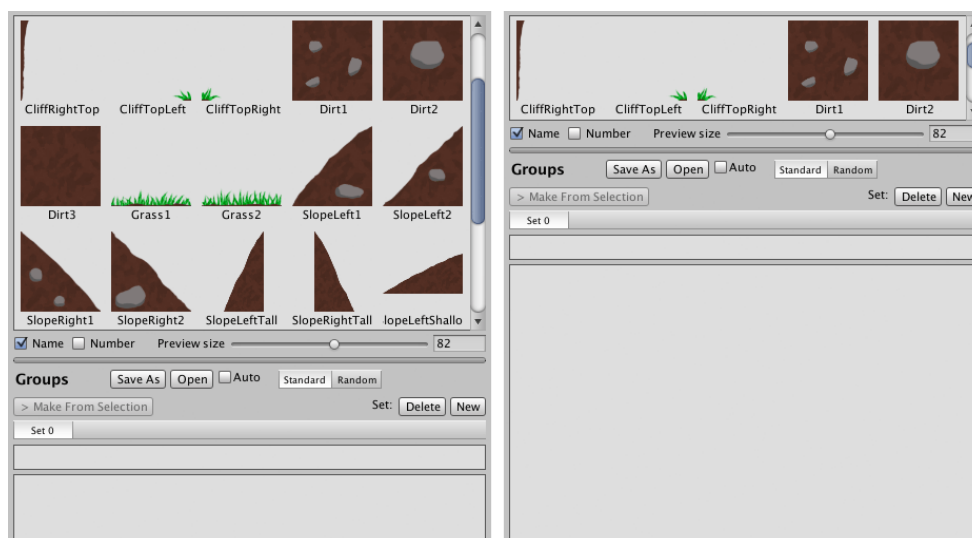 CliffRightTop CliffTopLeft CliffTopRight Dirt1 Dirt2
Dirt3 Grass1 Grass2 SlopeLeft1 SlopeLeft2
SlopeRight1 SlopeRight2 SlopeLeftTall SlopeRightTall lopeLeftShallo
Name Number Preview size 82
Groups Save As Open Auto Standard Random
> Make From Selection Set: Delete New
Set 0
CliffRightTop CliffTopLeft CliffTopRight Dirt1 Dirt2
Name Number Preview size 82
Groups Save As Open Auto Standard Random
> Make From Selection Set: Delete New
Set 0